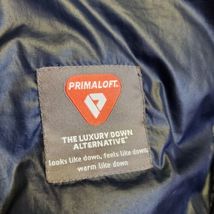 PRIMALOFT®
THE LUXURY DOWN
ALTERNATIVE®
looks like down, feels like down,
warm like down